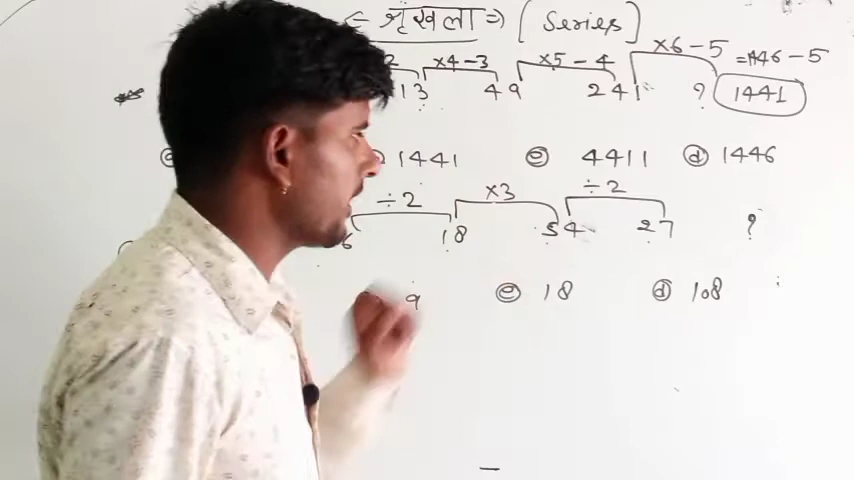 ← शृंखला ⇒ [ Series ]
2 ×4-3 ×5-4 ×6-5 =1446-5
13 49 241 ? 1441
1441 ⓒ 4411 ⓓ 1446
÷2 ×3 ÷2
6 18 54 27 ?
9 ⓒ 18 ⓓ 108